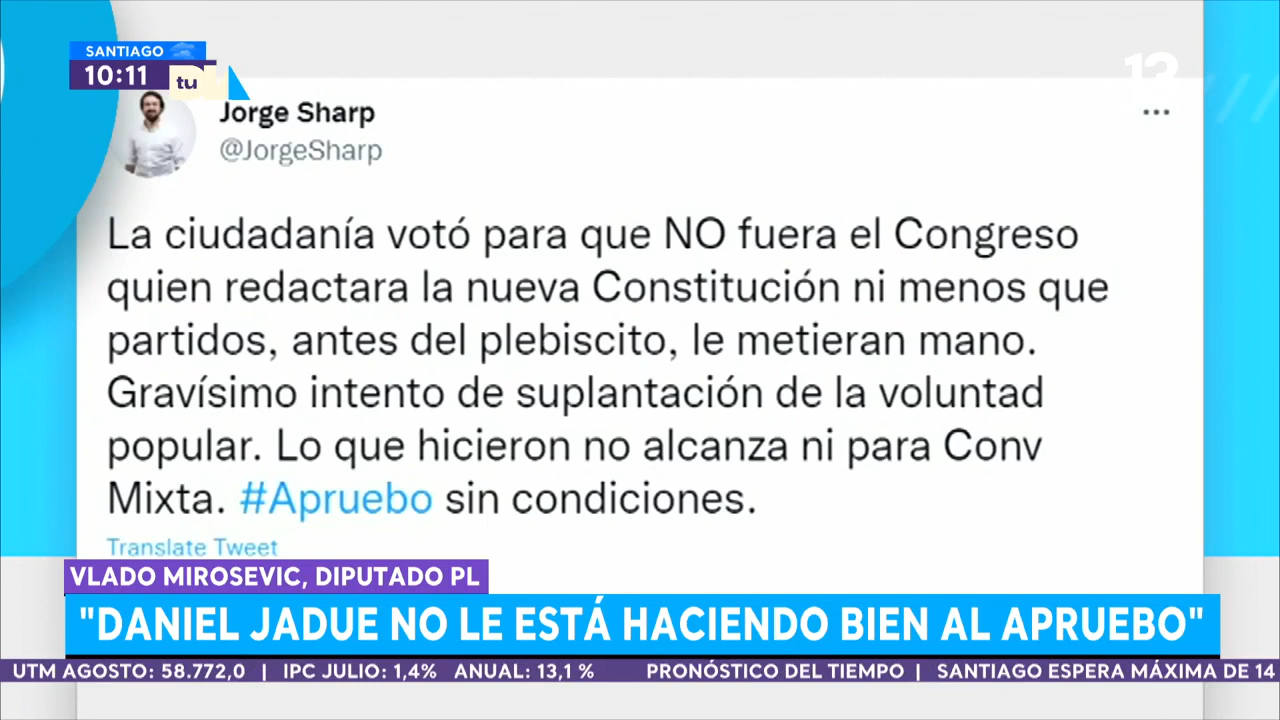 SANTIAGO
10:11
tu
13
Jorge Sharp
@JorgeSharp
La ciudadanía votó para que NO fuera el Congreso
quien redactara la nueva Constitución ni menos que
partidos, antes del plebiscito, le metieran mano.
Gravísimo intento de suplantación de la voluntad
popular. Lo que hicieron no alcanza ni para Conv
Mixta. #Apruebo sin condiciones.
Translate Tweet
VLADO MIROSEVIC, DIPUTADO PL
"DANIEL JADUE NO LE ESTÁ HACIENDO BIEN AL APRUEBO"
UTM AGOSTO: 58.772,0 | IPC JULIO: 1,4% ANUAL: 13,1 % PRONÓSTICO DEL TIEMPO | SANTIAGO ESPERA MÁXIMA DE 14